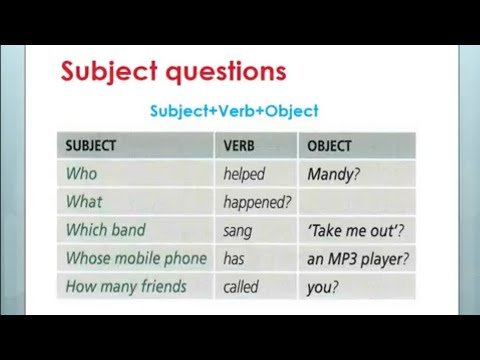 Subject questions
Subject+Verb+Object
SUBJECT VERB OBJECT
Who helped Mandy?
What happened?
Which band sang ‘Take me out’?
Whose mobile phone has an MP3 player?
How many friends called you?